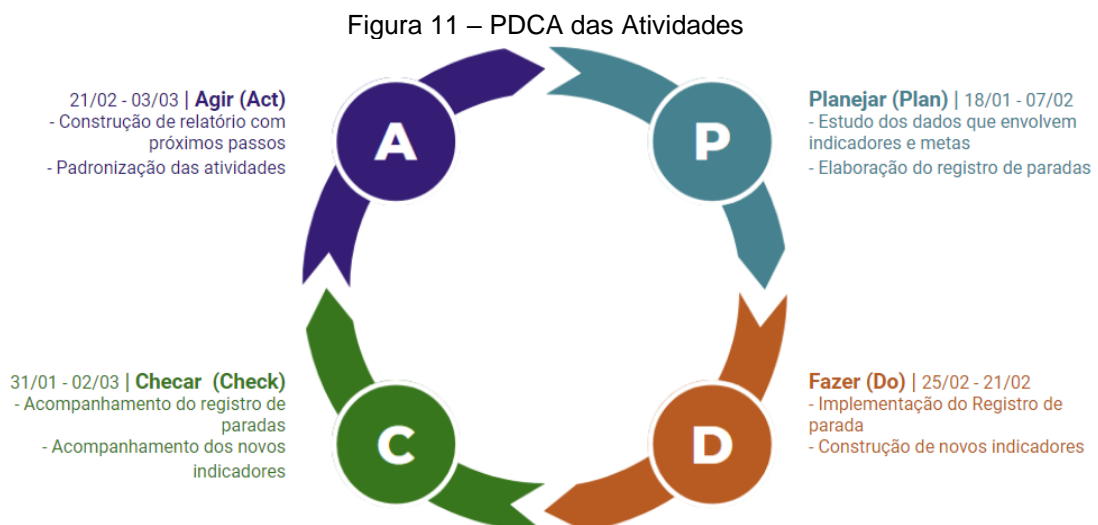 Figura 11 – PDCA das Atividades
21/02 - 03/03 | Agir (Act)
- Construção de relatório com
próximos passos
- Padronização das atividades
A
P
Planejar (Plan) | 18/01 - 07/02
- Estudo dos dados que envolvem
indicadores e metas
- Elaboração do registro de paradas
31/01 - 02/03 | Checar (Check)
- Acompanhamento do registro de
paradas
- Acompanhamento dos novos
indicadores
C
D
Fazer (Do) | 25/02 - 21/02
- Implementação do Registro de
parada
- Construção de novos indicadores